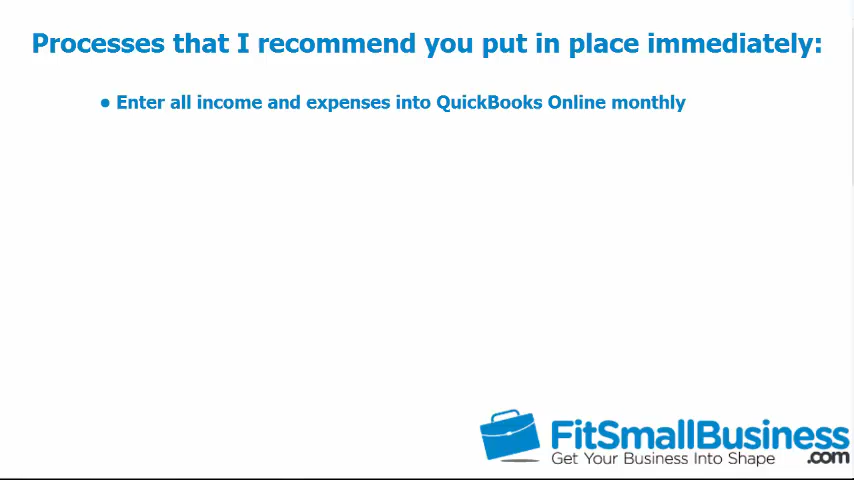 Processes that I recommend you put in place immediately:
● Enter all income and expenses into QuickBooks Online monthly
FitSmallBusiness
.com
Get Your Business Into Shape